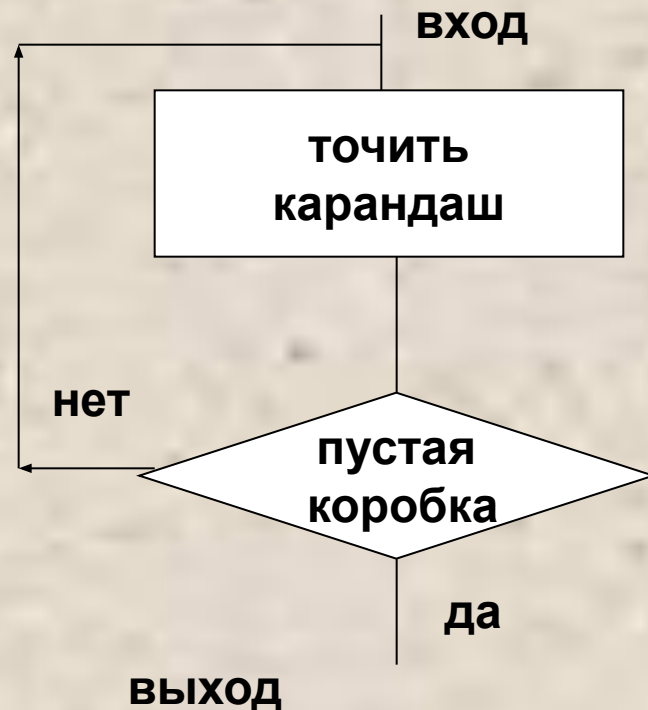 вход
точить
карандаш
нет
пустая
коробка
да
выход